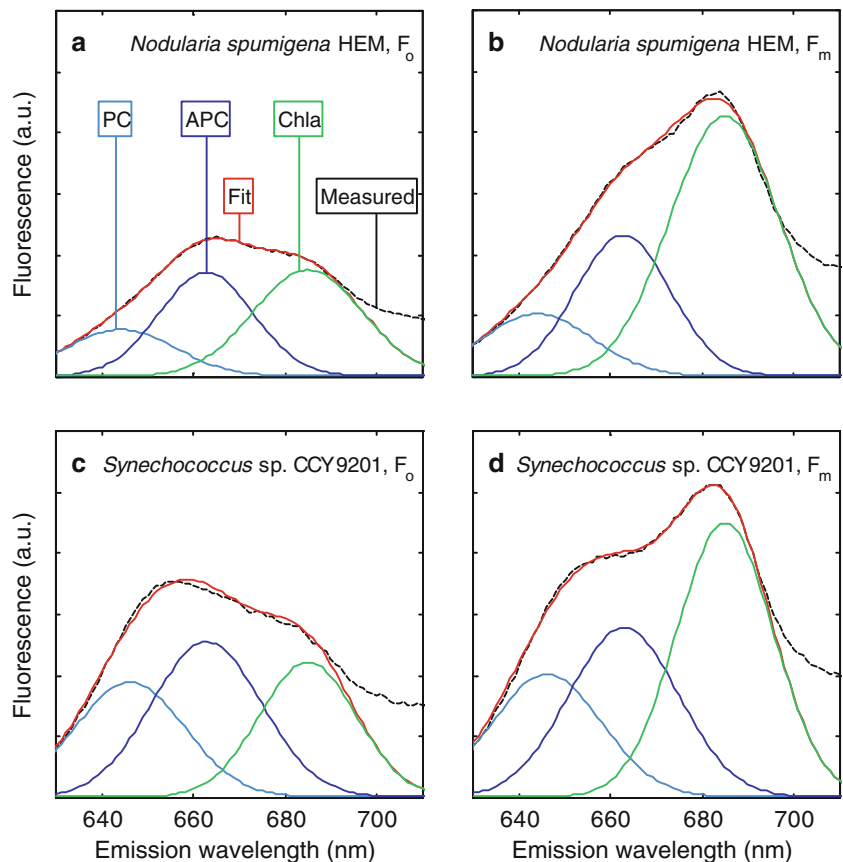 a Nodularia spumigena HEM, Fo
b Nodularia spumigena HEM, Fm
PC
APC
Chla
Fit
Measured
Fluorescence (a.u.)
Fluorescence (a.u.)
c Synechococcus sp. CCY9201, Fo
d Synechococcus sp. CCY9201, Fm
640 660 680 700
640 660 680 700
Emission wavelength (nm)
Emission wavelength (nm)